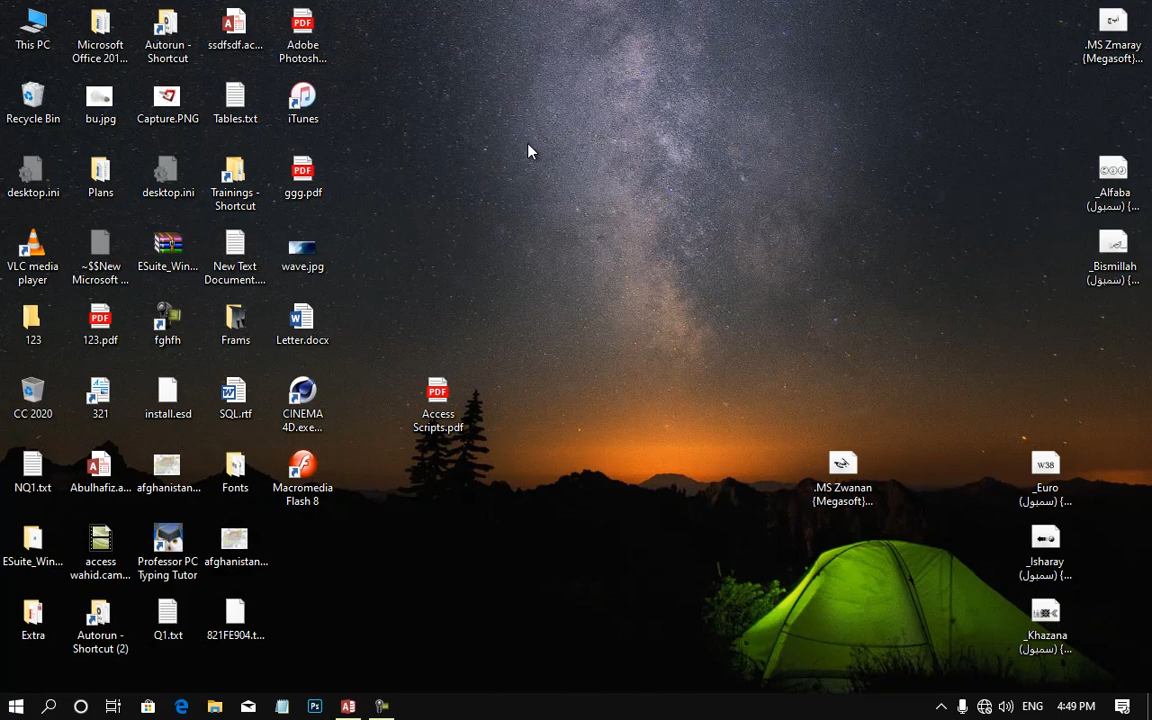 This PC
Microsoft
Office 201...
Autorun -
Shortcut
ssdfsdf.ac...
Adobe
Photosh...
.MS Zmaray
{Megasoft}...
Recycle Bin
bu.jpg
Capture.PNG
Tables.txt
iTunes
desktop.ini
Plans
desktop.ini
Trainings -
Shortcut
ggg.pdf
_Alfaba
{ (سمبول)...
VLC media
player
~$$New
Microsoft ...
ESuite_Win...
New Text
Document....
wave.jpg
_Bismillah
{ (سمبول)...
123
123.pdf
fghfh
Frams
Letter.docx
CC 2020
321
install.esd
SQL.rtf
CINEMA
4D.exe...
Access
Scripts.pdf
NQ1.txt
Abulhafiz.a...
afghanistan...
Fonts
Macromedia
Flash 8
.MS Zwanan
{Megasoft}...
W38
_Euro
{ (سمبول)...
ESuite_Win...
access
wahid.cam...
Professor PC
Typing Tutor
afghanistan...
_Isharay
{ (سمبول)...
Extra
Autorun -
Shortcut (2)
Q1.txt
821FE904.t...
_Khazana
{ (سمبول)...
ENG
4:49 PM